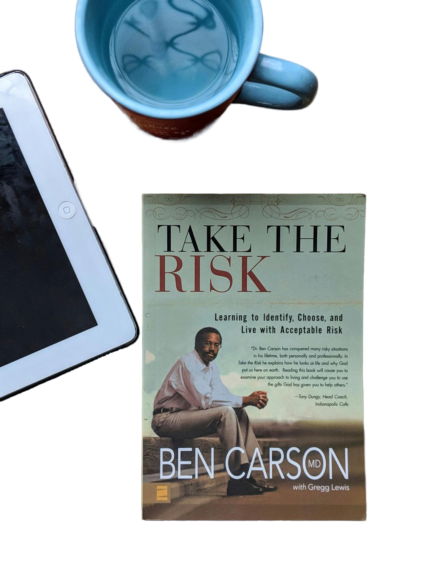 TAKE THE
RISK
Learning to Identify, Choose, and
Live with Acceptable Risk
"Dr. Ben Carson has conquered many risky situations
in his lifetime, both personally and professionally. In
Take the Risk he explains how he looks at life and why God
put us here on earth. Reading this book will cause you to
examine your approach to living and challenge you to use
the gifts God has given you to help others."
—Tony Dungy, Head Coach,
Indianapolis Colts
BEN CARSON MD
with Gregg Lewis